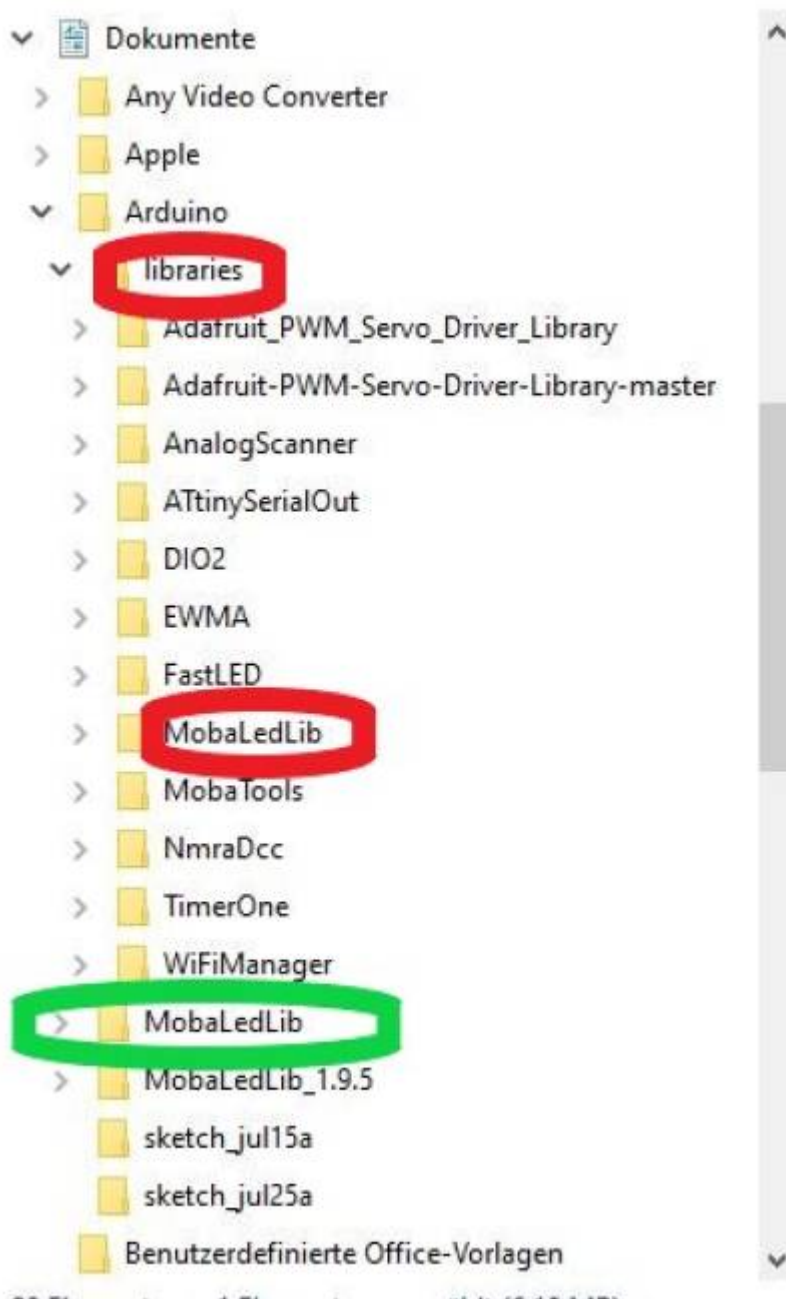 Dokumente
Any Video Converter
Apple
Arduino
libraries
Adafruit_PWM_Servo_Driver_Library
Adafruit-PWM-Servo-Driver-Library-master
AnalogScanner
ATtinySerialOut
DIO2
EWMA
FastLED
MobaLedLib
MobaTools
NmraDcc
TimerOne
WiFiManager
MobaLedLib
MobaLedLib_1.9.5
sketch_jul15a
sketch_jul25a
Benutzerdefinierte Office-Vorlagen